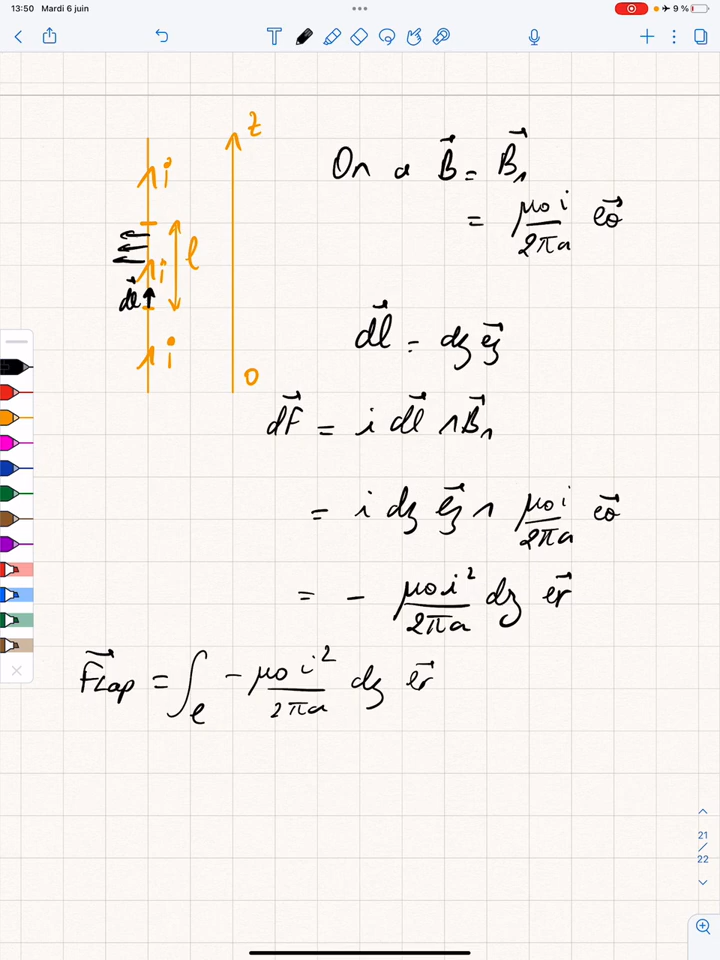 13:50 Mardi 6 juin
9 %
T
z
i
l
i
dl
i
0
On a B⃗ = B⃗₁
= μ0 i / 2πa e⃗θ
dl⃗ = dz e⃗z
dF⃗ = i dl⃗ ∧ B⃗₁
= i dz e⃗z ∧ μ0 i / 2πa e⃗θ
= - μ0 i² / 2πa dz e⃗r
F⃗Lap = ∫ℓ - μ0 i² / 2πa dz e⃗r
21
/
22